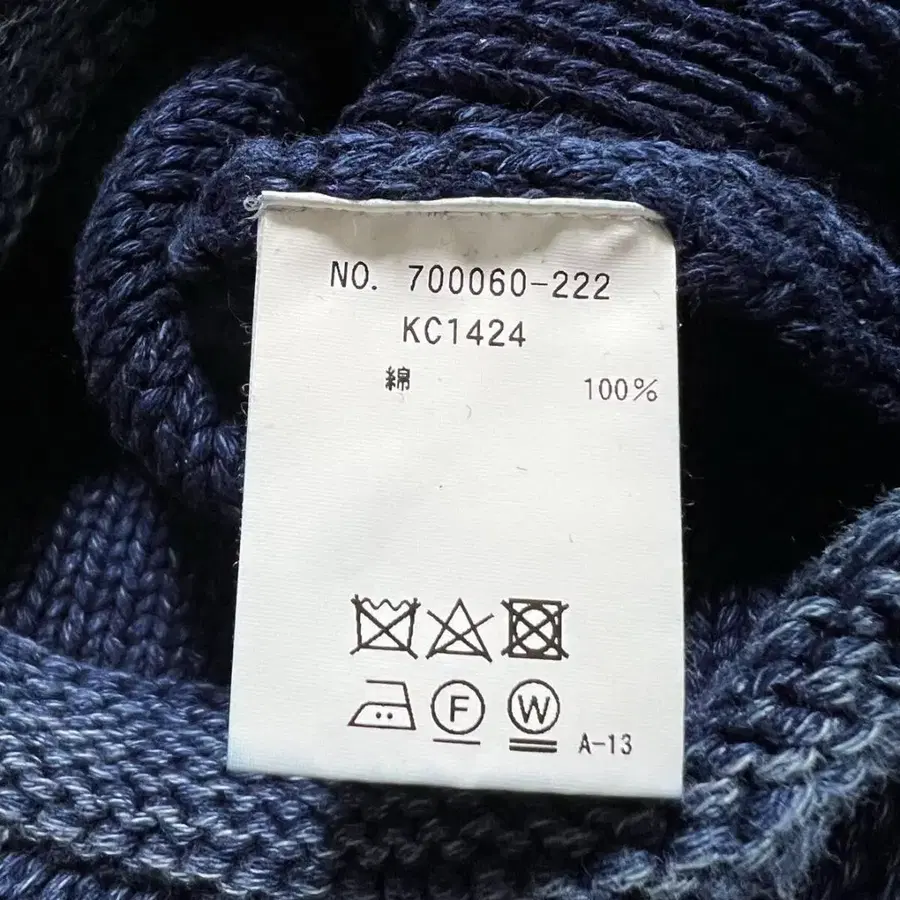 NO. 700060-222
KC1424
綿 100%
F W A-13